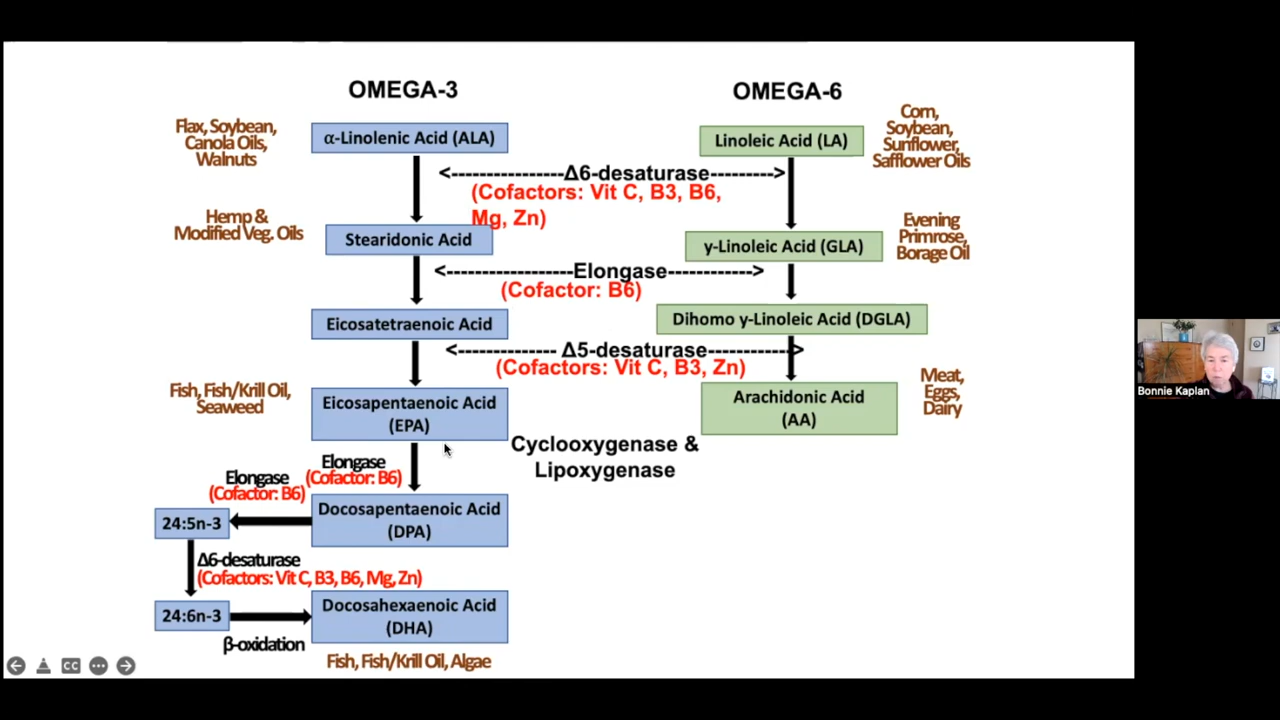 OMEGA-3
OMEGA-6
Flax, Soybean,
Canola Oils,
Walnuts
α-Linolenic Acid (ALA)
Linoleic Acid (LA)
Corn,
Soybean,
Sunflower,
Safflower Oils
<----------------Δ6-desaturase--------->
(Cofactors: Vit C, B3, B6,
Mg, Zn)
Hemp &
Modified Veg. Oils
Stearidonic Acid
γ-Linoleic Acid (GLA)
Evening
Primrose,
Borage Oil
<------------------Elongase------------>
(Cofactor: B6)
Eicosatetraenoic Acid
Dihomo γ-Linoleic Acid (DGLA)
<-------------- Δ5-desaturase------------>
(Cofactors: Vit C, B3, Zn)
Fish, Fish/Krill Oil,
Seaweed
Eicosapentaenoic Acid
(EPA)
Arachidonic Acid
(AA)
Meat,
Eggs,
Dairy
Cyclooxygenase &
Lipoxygenase
Elongase
(Cofactor: B6)
Elongase
(Cofactor: B6)
24:5n-3
Docosapentaenoic Acid
(DPA)
Δ6-desaturase
(Cofactors: Vit C, B3, B6, Mg, Zn)
24:6n-3
Docosahexaenoic Acid
(DHA)
β-oxidation
Fish, Fish/Krill Oil, Algae
CC
Bonnie Kaplan